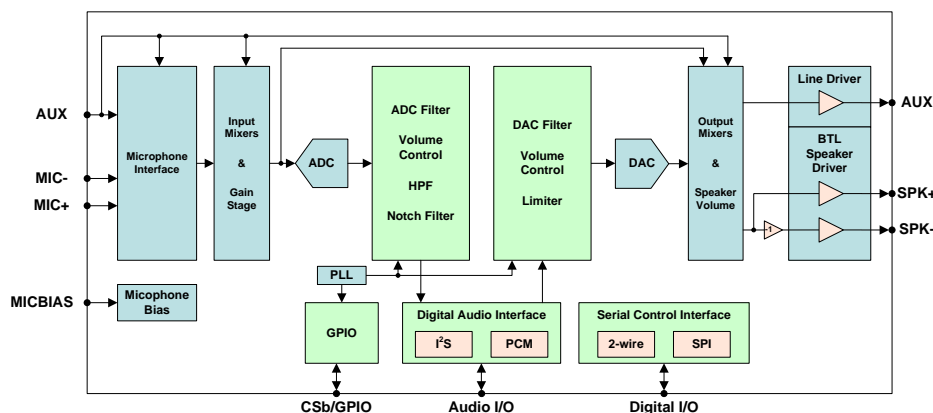 AUX
MIC-
MIC+
MICBIAS
Microphone
Interface
Micophone
Bias
Input
Mixers
&
Gain
Stage
ADC
ADC Filter
Volume
Control
HPF
Notch Filter
DAC Filter
Volume
Control
Limiter
DAC
Output
Mixers
&
Speaker
Volume
Line Driver
BTL
Speaker
Driver
-1
AUX
SPK+
SPK-
PLL
GPIO
Digital Audio Interface
I²S
PCM
Serial Control Interface
2-wire
SPI
CSb/GPIO
Audio I/O
Digital I/O